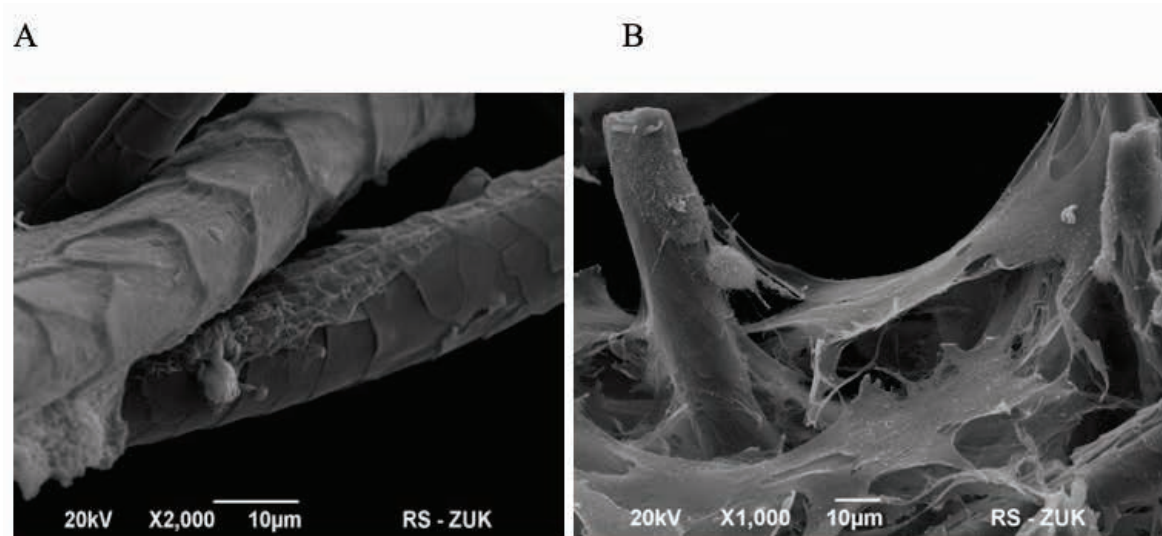 A
B
20kV X2,000 10µm RS - ZUK
20kV X1,000 10µm RS - ZUK